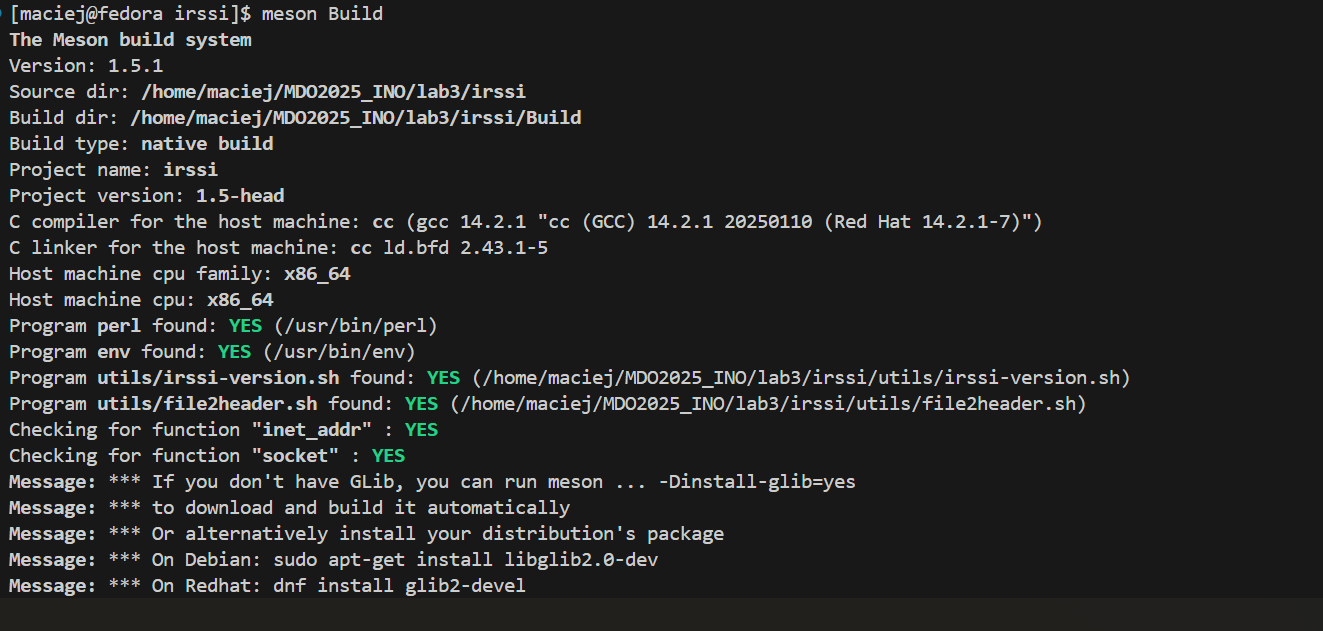 [maciej@fedora irssi]$ meson Build
The Meson build system
Version: 1.5.1
Source dir: /home/maciej/MDO2025_INO/lab3/irssi
Build dir: /home/maciej/MDO2025_INO/lab3/irssi/Build
Build type: native build
Project name: irssi
Project version: 1.5-head
C compiler for the host machine: cc (gcc 14.2.1 "cc (GCC) 14.2.1 20250110 (Red Hat 14.2.1-7)")
C linker for the host machine: cc ld.bfd 2.43.1-5
Host machine cpu family: x86_64
Host machine cpu: x86_64
Program perl found: YES (/usr/bin/perl)
Program env found: YES (/usr/bin/env)
Program utils/irssi-version.sh found: YES (/home/maciej/MDO2025_INO/lab3/irssi/utils/irssi-version.sh)
Program utils/file2header.sh found: YES (/home/maciej/MDO2025_INO/lab3/irssi/utils/file2header.sh)
Checking for function "inet_addr" : YES
Checking for function "socket" : YES
Message: *** If you don't have GLib, you can run meson ... -Dinstall-glib=yes
Message: *** to download and build it automatically
Message: *** Or alternatively install your distribution's package
Message: *** On Debian: sudo apt-get install libglib2.0-dev
Message: *** On Redhat: dnf install glib2-devel